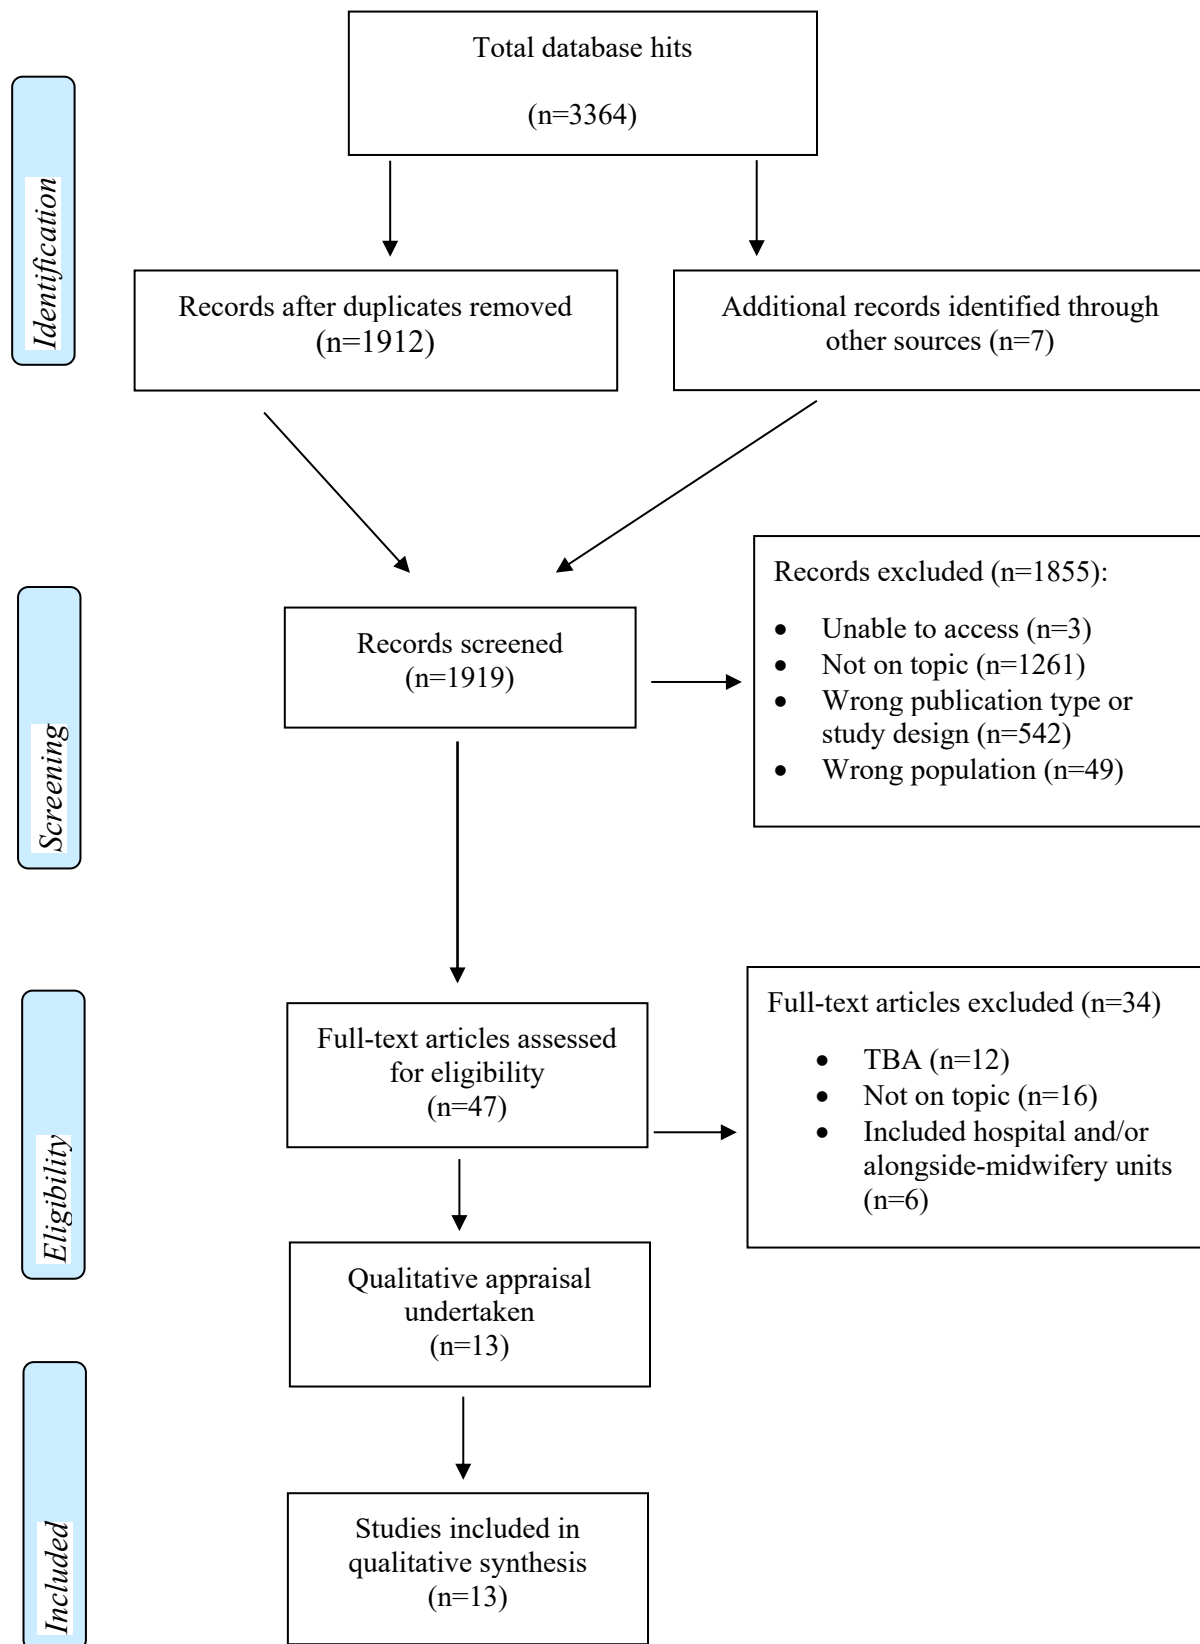 Total database hits
(n=3364)
Identification
Records after duplicates removed
(n=1912)
Additional records identified through
other sources (n=7)
Screening
Records screened
(n=1919)
Records excluded (n=1855):
• Unable to access (n=3)
• Not on topic (n=1261)
• Wrong publication type or
study design (n=542)
• Wrong population (n=49)
Eligibility
Full-text articles assessed
for eligibility
(n=47)
Full-text articles excluded (n=34)
• TBA (n=12)
• Not on topic (n=16)
• Included hospital and/or
alongside-midwifery units
(n=6)
Qualitative appraisal
undertaken
(n=13)
Included
Studies included in
qualitative synthesis
(n=13)